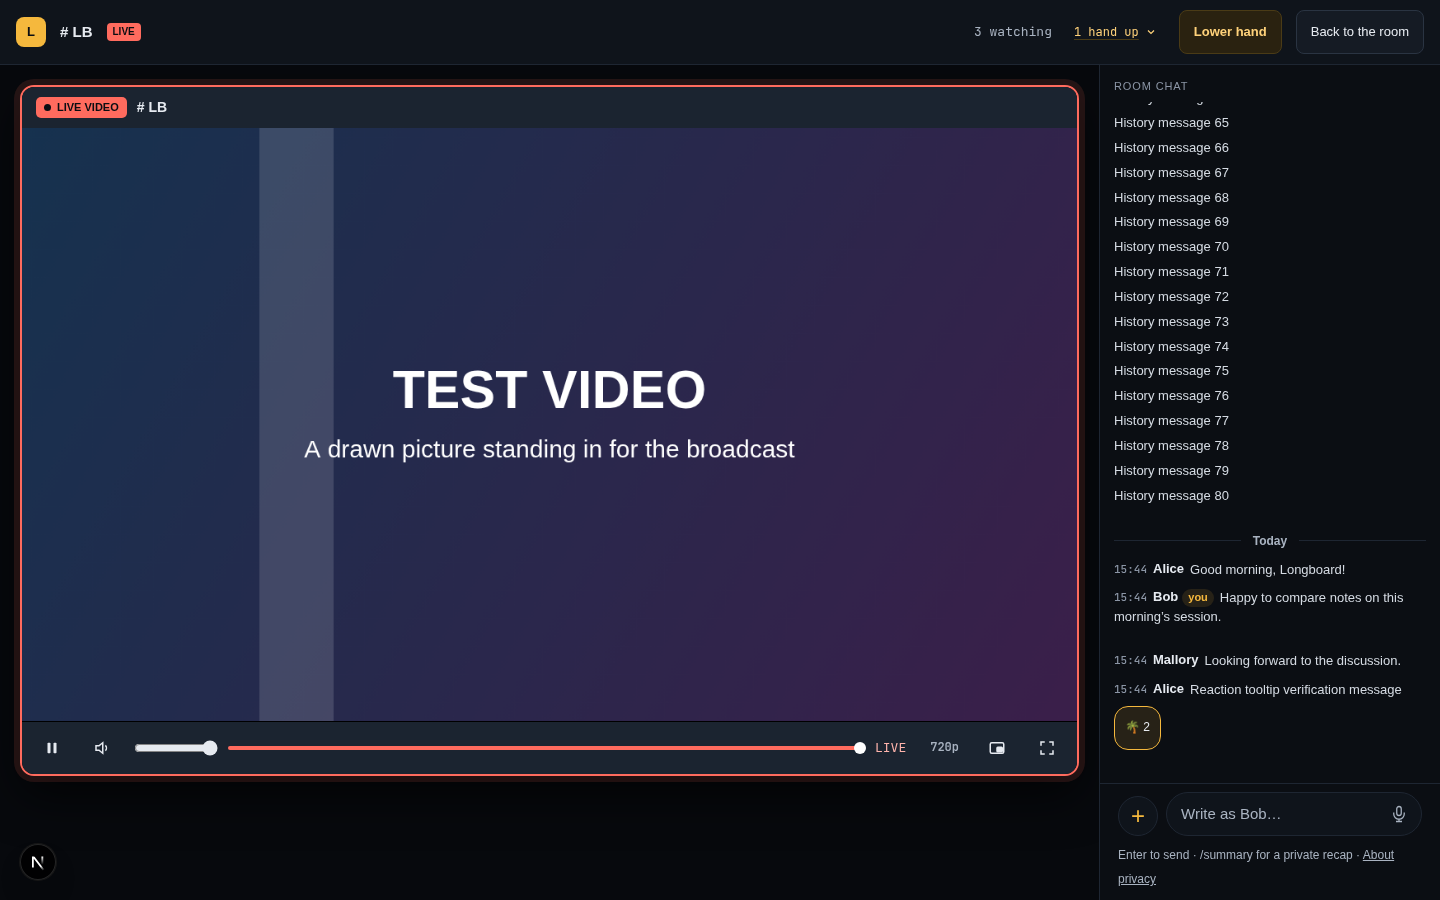 L # LB LIVE 3 watching 1 hand up Lower hand Back to the room
LIVE VIDEO # LB
TEST VIDEO
A drawn picture standing in for the broadcast
LIVE 720p
N
ROOM CHAT
History message 65
History message 66
History message 67
History message 68
History message 69
History message 70
History message 71
History message 72
History message 73
History message 74
History message 75
History message 76
History message 77
History message 78
History message 79
History message 80
Today
15:44 Alice Good morning, Longboard!
15:44 Bob you Happy to compare notes on this
morning's session.
15:44 Mallory Looking forward to the discussion.
15:44 Alice Reaction tooltip verification message
🌴 2
+ Write as Bob…
Enter to send · /summary for a private recap · About
privacy